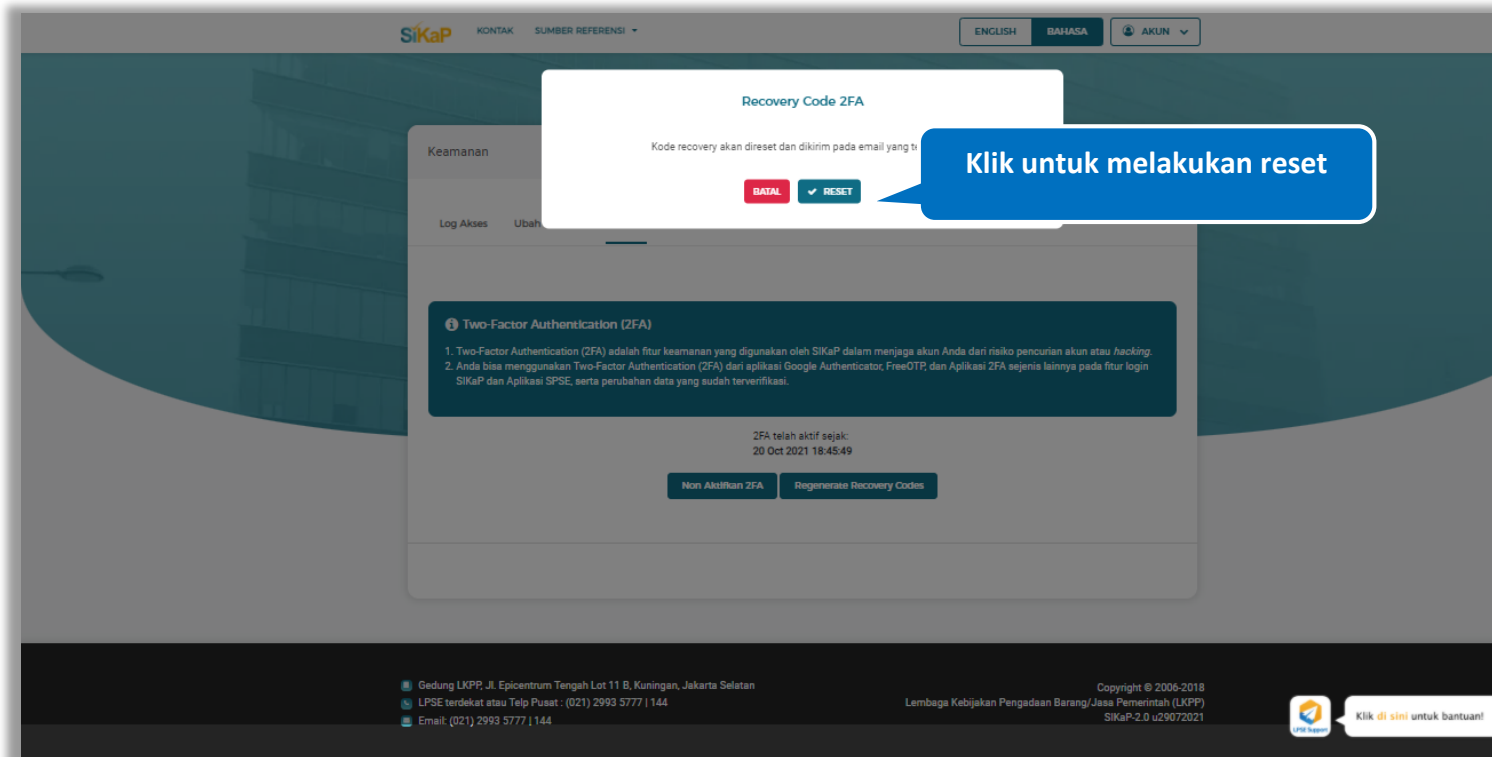 SiKaP KONTAK SUMBER REFERENSI ENGLISH BAHASA AKUN
Recovery Code 2FA
Kode recovery akan direset dan dikirim pada email yang
BATAL RESET
Klik untuk melakukan reset
Keamanan
Log Akses Ubah
Two-Factor Authentication (2FA)
1. Two-Factor Authentication (2FA) adalah fitur keamanan yang digunakan oleh SIKaP dalam menjaga akun Anda dari risiko pencurian akun atau hacking.
2. Anda bisa menggunakan Two-Factor Authentication (2FA) dari aplikasi Google Authenticator, FreeOTP, dan Aplikasi 2FA sejenis lainnya pada fitur login
SIKaP dan Aplikasi SPSE, serta perubahan data yang sudah terverifikasi.
2FA telah aktif sejak:
20 Oct 2021 18:45:49
Non Aktifkan 2FA Regenerate Recovery Codes
Gedung LKPP, Jl. Epicentrum Tengah Lot 11 B, Kuningan, Jakarta Selatan
LPSE terdekat atau Telp Pusat : (021) 2993 5777 | 144
Email: (021) 2993 5777 | 144
Copyright © 2006-2018
Lembaga Kebijakan Pengadaan Barang/Jasa Pemerintah (LKPP)
SIKaP-2.0 u29072021
LPSE Support
Klik di sini untuk bantuan!